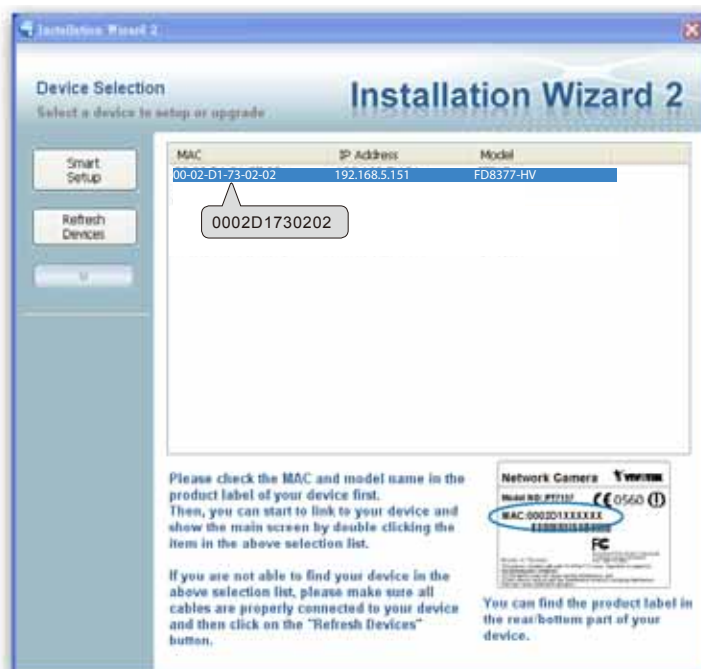 Installation Wizard 2
Device Selection
Select a device to setup or upgrade
Installation Wizard 2
Smart
Setup
Refresh
Devices
MAC IP Address Model
00-02-D1-73-02-02 192.168.5.151 FD8377-HV
0002D1730202
Please check the MAC and model name in the
product label of your device first.
Then, you can start to link to your device and
show the main screen by double clicking the
item in the above selection list.
If you are not able to find your device in the
above selection list, please make sure all
cables are properly connected to your device
and then click on the "Refresh Devices"
button.
Network Camera VIVOTEK
Model NO: PT7137 CE0560
MAC:0002D1XXXXXX
FC
You can find the product label in
the rear/bottom part of your
device.